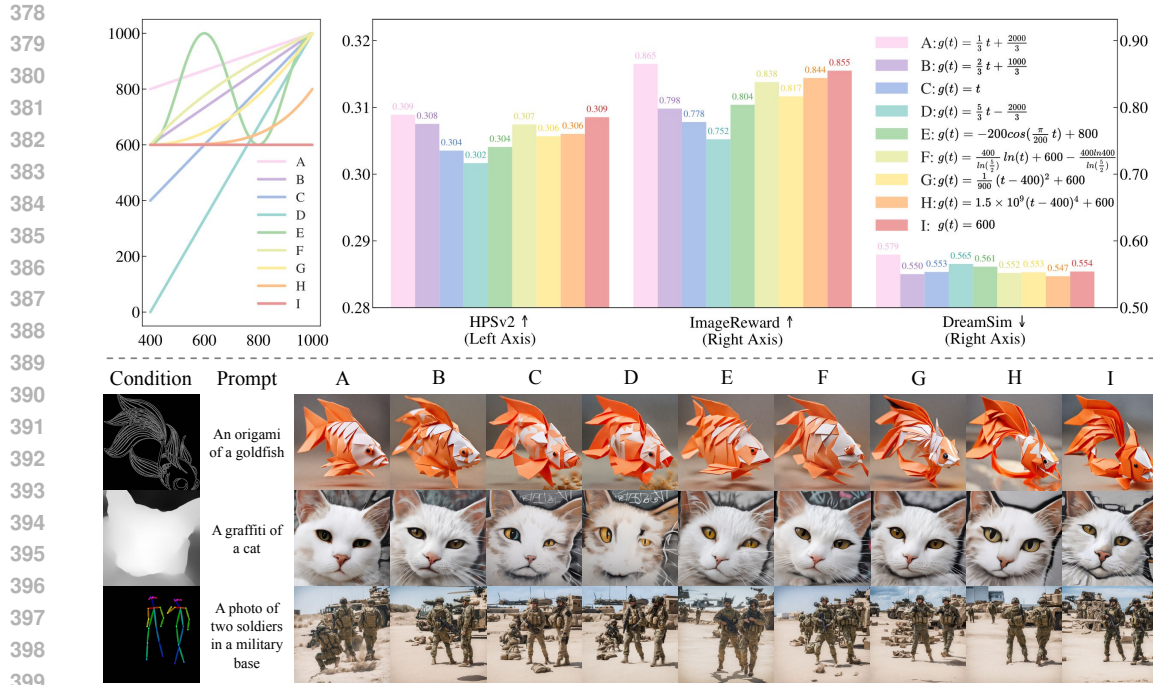 378
379
380
381
382
383
384
385
386
387
388
389
390
391
392
393
394
395
396
397
398
399
1000
800
600
400
200
0
400 600 800 1000
A
B
C
D
E
F
G
H
I
0.32
0.31
0.30
0.29
0.28
0.309
0.308
0.304
0.302
0.304
0.307
0.306
0.306
0.309
0.865
0.798
0.778
0.752
0.804
0.838
0.817
0.844
0.855
0.579
0.550
0.553
0.565
0.561
0.552
0.553
0.547
0.554
HPSv2 ↑
(Left Axis)
ImageReward ↑
(Right Axis)
DreamSim ↓
(Right Axis)
A: g(t) = 1/3 t + 2000/3
B: g(t) = 2/3 t + 1000/3
C: g(t) = t
D: g(t) = 5/3 t − 2000/3
E: g(t) = −200cos(π/200 t) + 800
F: g(t) = 400/ln(5/2) ln(t) + 600 − 400ln400/ln(5/2)
G: g(t) = 1/900 (t − 400)² + 600
H: g(t) = 1.5 × 10⁹(t − 400)⁴ + 600
I: g(t) = 600
0.90
0.80
0.70
0.60
0.50
Condition Prompt A B C D E F G H I
An origami
of a goldfish
A graffiti of
a cat
A photo of
two soldiers
in a military
base